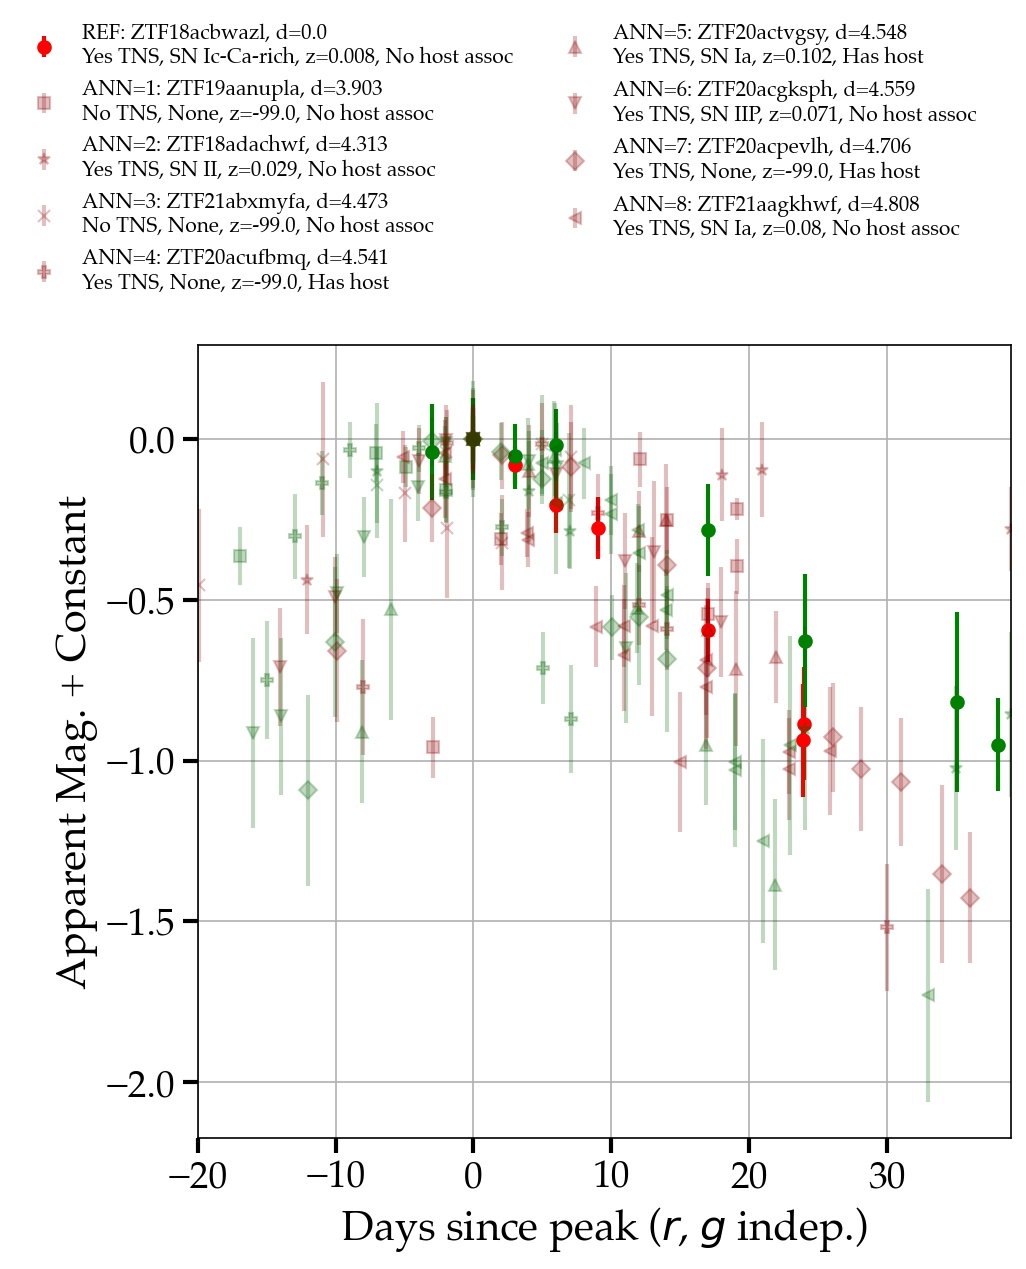 REF: ZTF18acbwazl, d=0.0
Yes TNS, SN Ic-Ca-rich, z=0.008, No host assoc
ANN=1: ZTF19aanupla, d=3.903
No TNS, None, z=-99.0, No host assoc
ANN=2: ZTF18adachwf, d=4.313
Yes TNS, SN II, z=0.029, No host assoc
ANN=3: ZTF21abxmyfa, d=4.473
No TNS, None, z=-99.0, No host assoc
ANN=4: ZTF20acufbmq, d=4.541
Yes TNS, None, z=-99.0, Has host
ANN=5: ZTF20actvgsy, d=4.548
Yes TNS, SN Ia, z=0.102, Has host
ANN=6: ZTF20acgksph, d=4.559
Yes TNS, SN IIP, z=0.071, No host assoc
ANN=7: ZTF20acpevlh, d=4.706
Yes TNS, None, z=-99.0, Has host
ANN=8: ZTF21aagkhwf, d=4.808
Yes TNS, SN Ia, z=0.08, No host assoc
Apparent Mag. + Constant
0.0
−0.5
−1.0
−1.5
−2.0
−20
−10
0
10
20
30
Days since peak (r, g indep.)